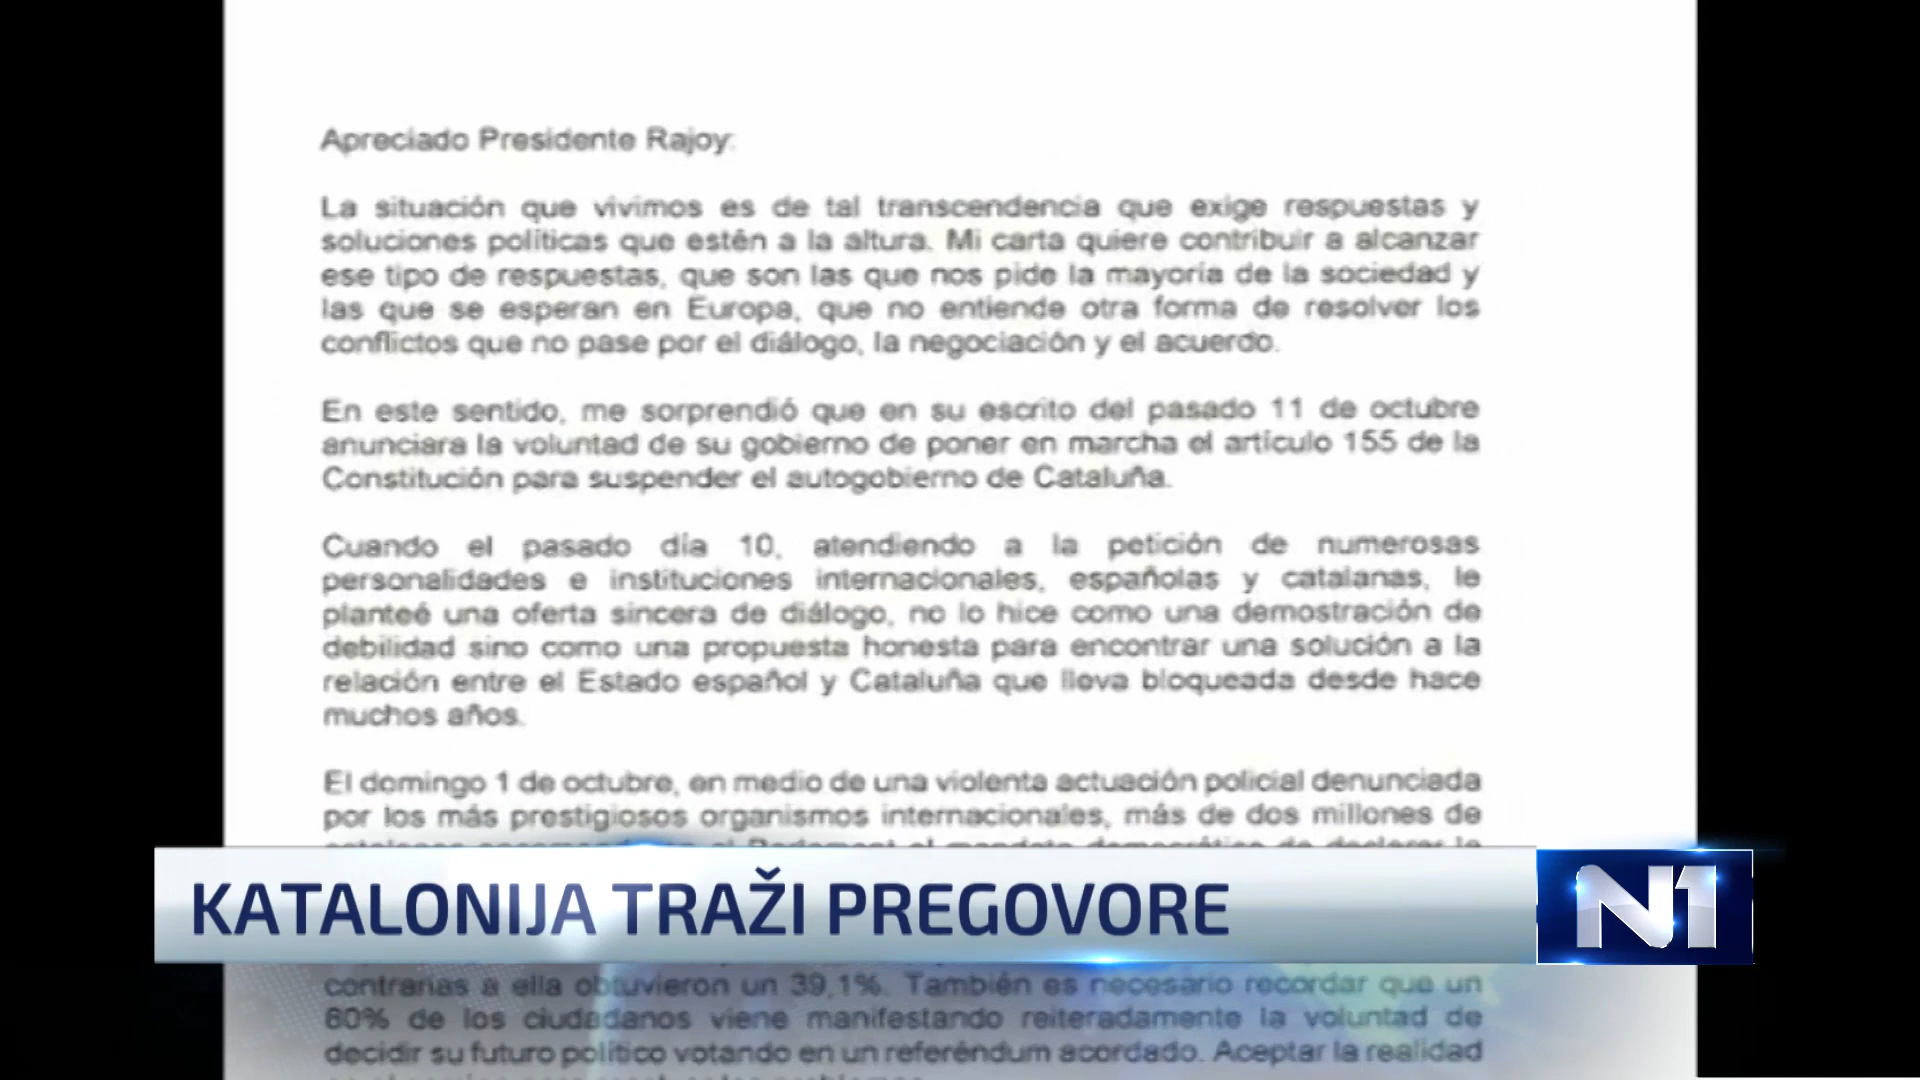 Apreciado Presidente Rajoy:
La situación que vivimos es de tal transcendencia que exige respuestas y
soluciones políticas que estén a la altura. Mi carta quiere contribuir a alcanzar
ese tipo de respuestas, que son las que nos pide la mayoría de la sociedad y
las que se esperan en Europa, que no entiende otra forma de resolver los
conflictos que no pase por el diálogo, la negociación y el acuerdo.
En este sentido, me sorprendió que en su escrito del pasado 11 de octubre
anunciara la voluntad de su gobierno de poner en marcha el artículo 155 de la
Constitución para suspender el autogobierno de Cataluña.
Cuando el pasado día 10, atendiendo a la petición de numerosas
personalidades e instituciones internacionales, españolas y catalanas, le
planteé una oferta sincera de diálogo, no lo hice como una demostración de
debilidad sino como una propuesta honesta para encontrar una solución a la
relación entre el Estado español y Cataluña que lleva bloqueada desde hace
muchos años.
El domingo 1 de octubre, en medio de una violenta actuación policial denunciada
por los más prestigiosos organismos internacionales, más de dos millones de
el Parlament el mandato democrático de declarar la
KATALONIJA TRAŽI PREGOVORE
N1
contrarias a ella obtuvieron un 39,1%. También es necesario recordar que un
80% de los ciudadanos viene manifestando reiteradamente la voluntad de
decidir su futuro político votando en un referéndum acordado. Aceptar la realidad